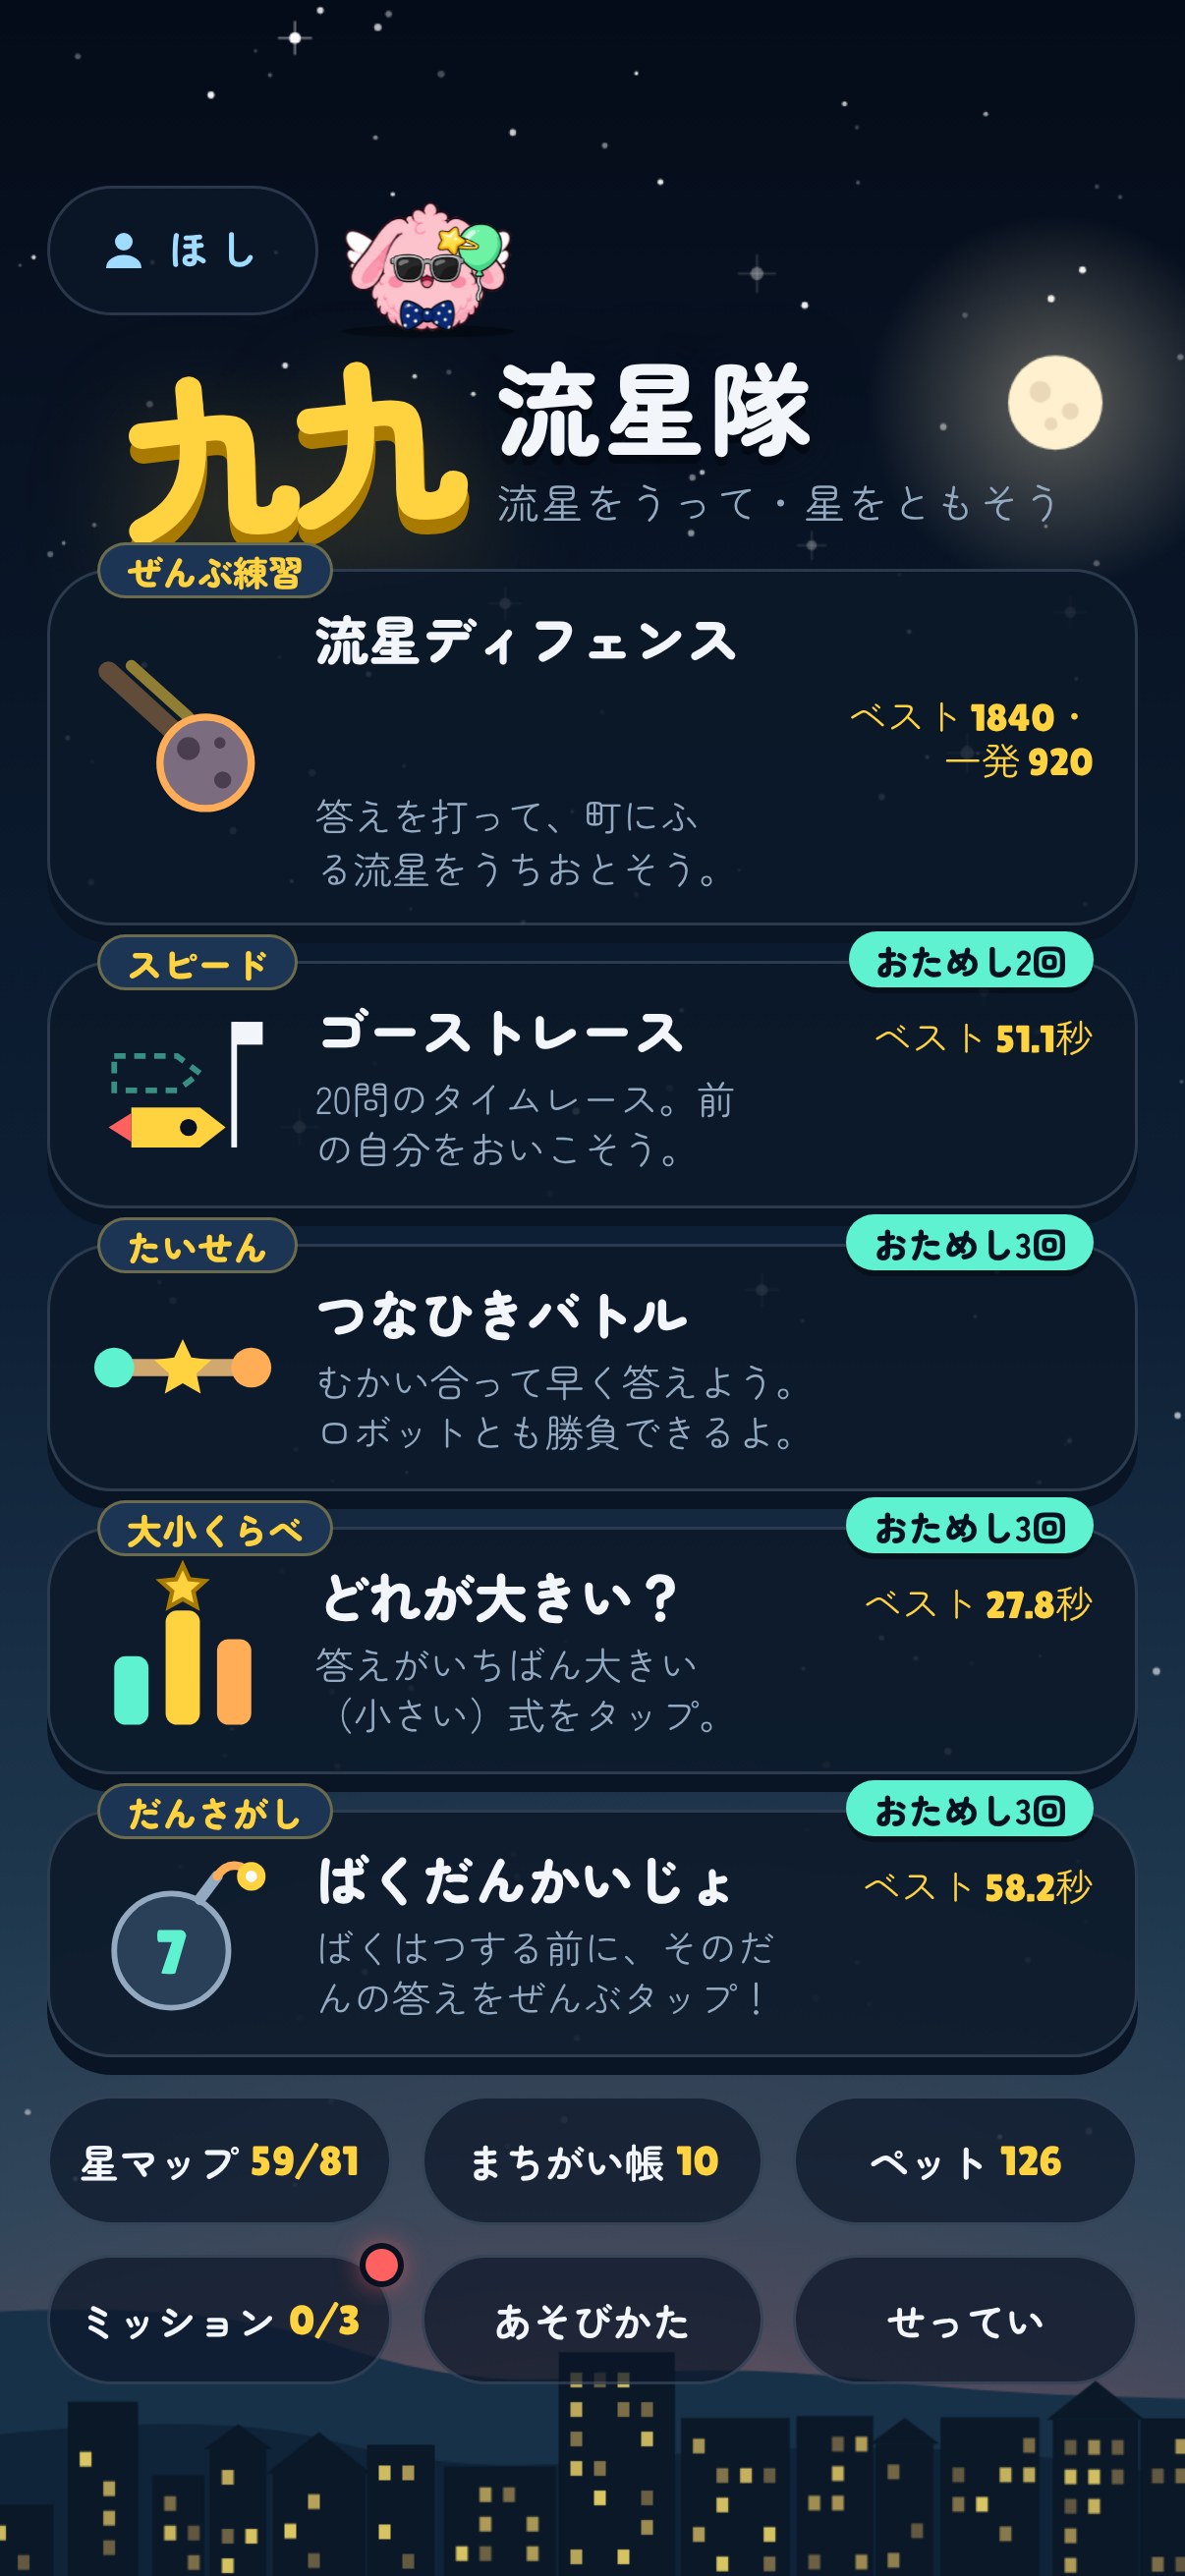 ほし
九九
流星隊
流星をうって・星をともそう
ぜんぶ練習
流星ディフェンス
ベスト 1840・
一発 920
答えを打って、町にふ
る流星をうちおとそう。
スピード
おためし2回
ゴーストレース
ベスト 51.1秒
20問のタイムレース。前
の自分をおいこそう。
たいせん
おためし3回
つなひきバトル
むかい合って早く答えよう。
ロボットとも勝負できるよ。
大小くらべ
おためし3回
どれが大きい？
ベスト 27.8秒
答えがいちばん大きい
（小さい）式をタップ。
だんさがし
おためし3回
ばくだんかいじょ
ベスト 58.2秒
7
ばくはつする前に、そのだ
んの答えをぜんぶタップ！
星マップ 59/81
まちがい帳 10
ペット 126
ミッション 0/3
あそびかた
せってい